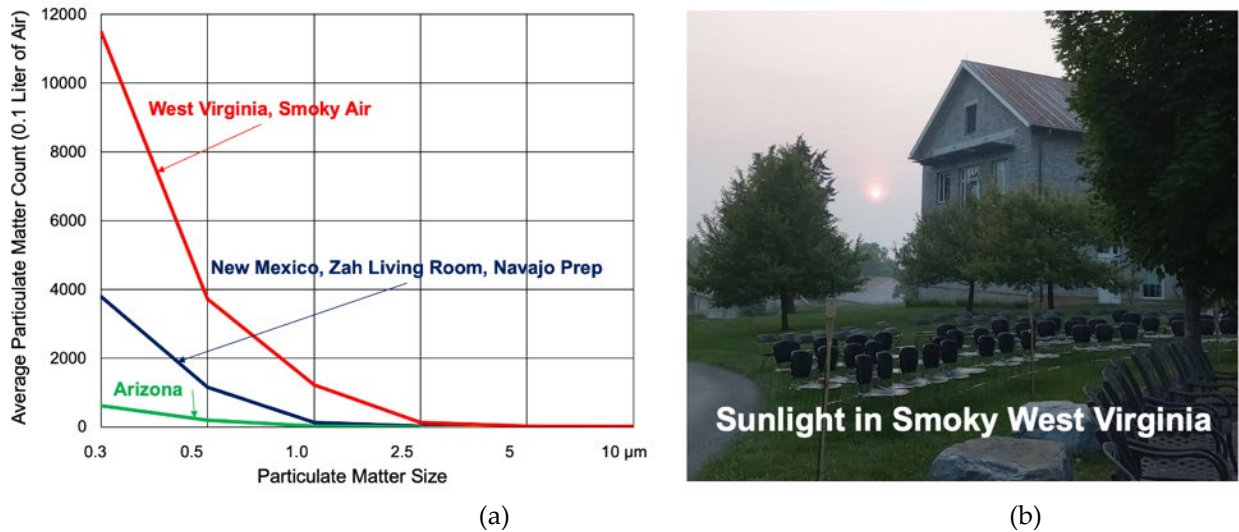 Average Particulate Matter Count (0.1 Liter of Air)
12000
10000
8000
6000
4000
2000
0
West Virginia, Smoky Air
New Mexico, Zah Living Room, Navajo Prep
Arizona
0.3 0.5 1.0 2.5 5 10 µm
Particulate Matter Size
(a)
Sunlight in Smoky West Virginia
(b)